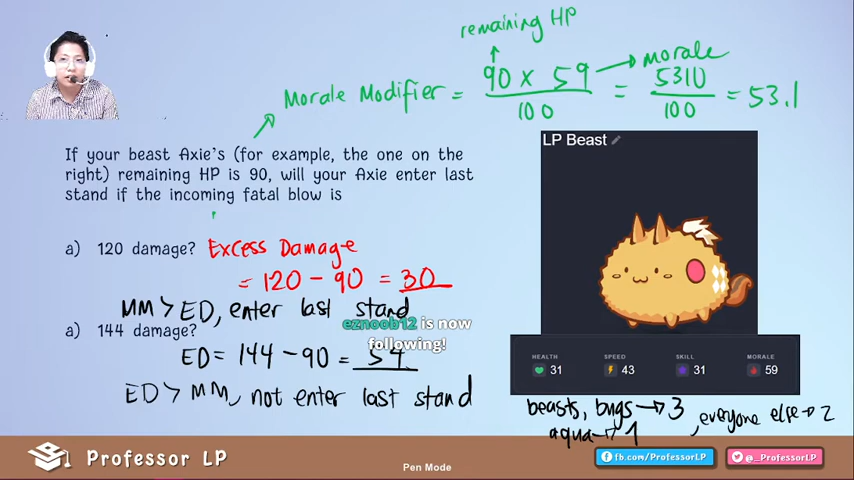 remaining HP
Morale Modifier = 90 x 59 / 100 = 5310 / 100 = 53.1
morale
If your beast Axie's (for example, the one on the
right) remaining HP is 90, will your Axie enter last
stand if the incoming fatal blow is
LP Beast
a) 120 damage? Excess Damage
= 120 - 90 = 30
MM > ED, enter last stand
eznoob12 is now
following!
a) 144 damage?
ED = 144 - 90 = 54
ED > MM, not enter last stand
HEALTH SPEED SKILL MORALE
31 43 31 59
beasts, bugs → 3
aqua → 1
, everyone else → 2
Professor LP
Pen Mode
fb.com/_ProfessorLP
@_ProfessorLP